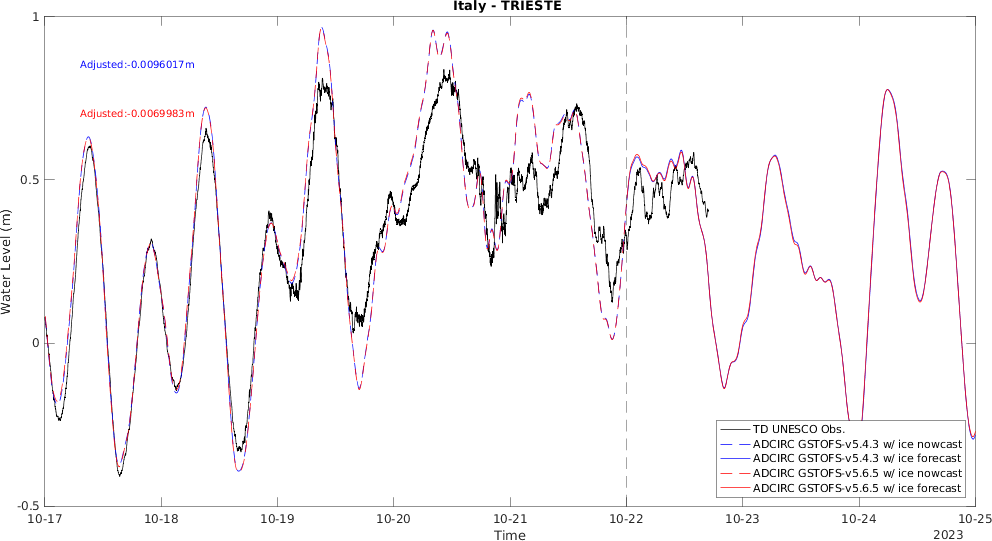 Italy - TRIESTE
1
Adjusted:-0.0096017m
Adjusted:-0.0069983m
0.5
Water Level (m)
0
-0.5
TD UNESCO Obs.
ADCIRC GSTOFS-v5.4.3 w/ ice nowcast
ADCIRC GSTOFS-v5.4.3 w/ ice forecast
ADCIRC GSTOFS-v5.6.5 w/ ice nowcast
ADCIRC GSTOFS-v5.6.5 w/ ice forecast
10-17 10-18 10-19 10-20 10-21 10-22 10-23 10-24 10-25
Time
2023